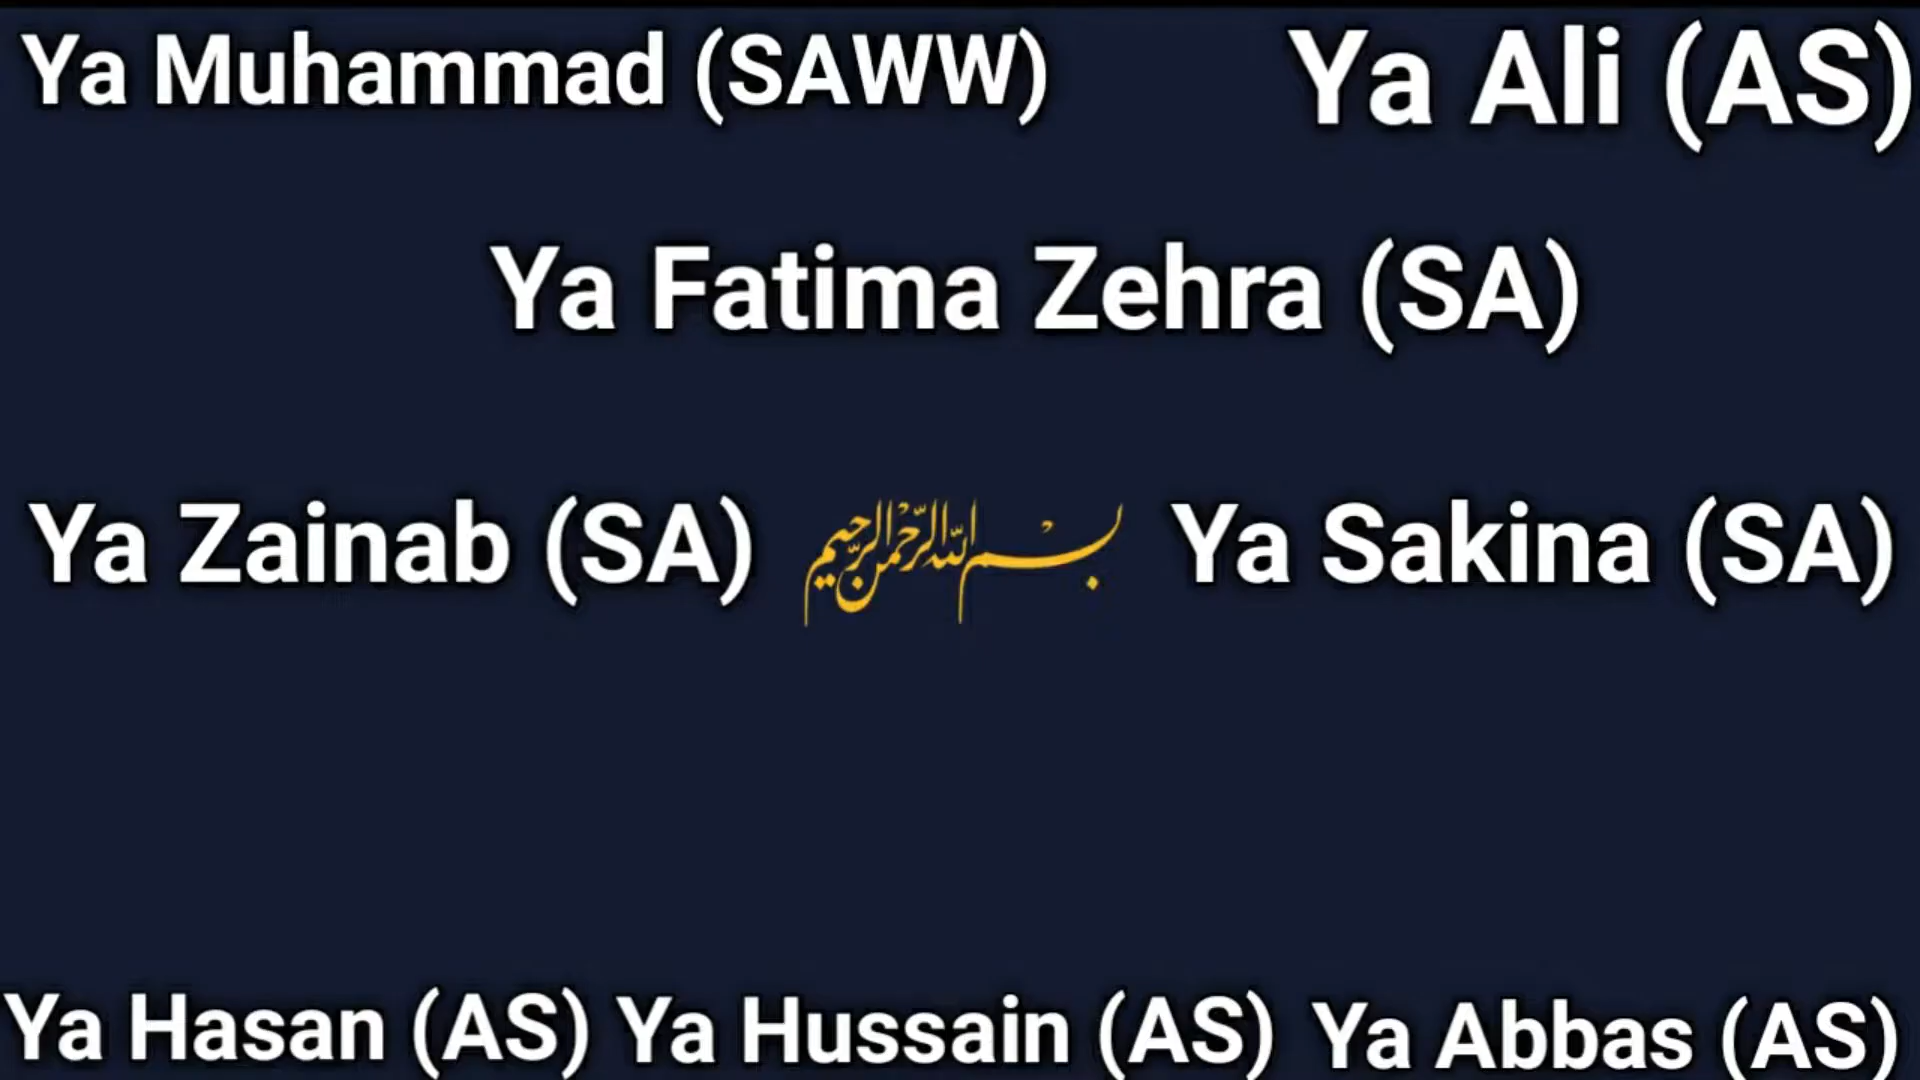 Ya Muhammad (SAWW) Ya Ali (AS)
Ya Fatima Zehra (SA)
Ya Zainab (SA) بسم الله الرحمن الرحيم Ya Sakina (SA)
Ya Hasan (AS) Ya Hussain (AS) Ya Abbas (AS)